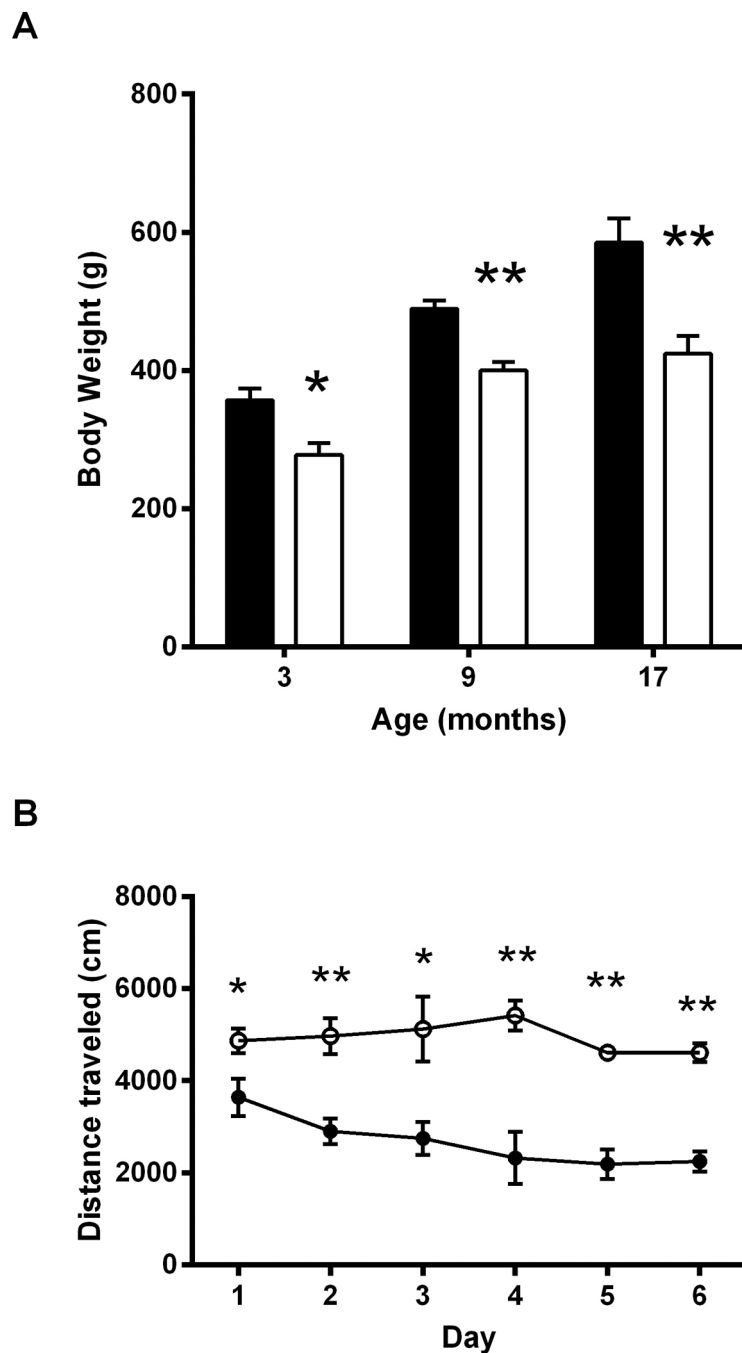 A
800
600
400
200
0
Body Weight (g)
*
**
**
3 9 17
Age (months)
B
8000
6000
4000
2000
0
Distance traveled (cm)
* ** * ** ** **
1 2 3 4 5 6
Day